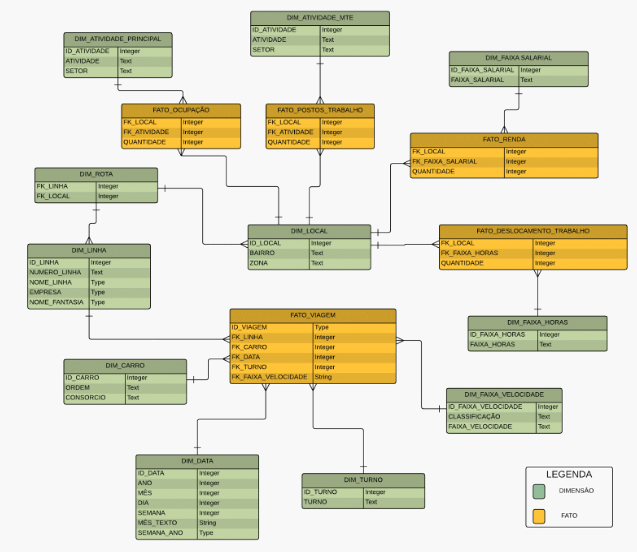 DIM_ATIVIDADE_MTE
ID_ATIVIDADE Integer
ATIVIDADE Text
SETOR Text
DIM_ATIVIDADE_PRINCIPAL
ID_ATIVIDADE Integer
ATIVIDADE Text
SETOR Text
DIM_FAIXA SALARIAL
ID_FAIXA_SALARIAL Integer
FAIXA_SALARIAL Text
FATO_OCUPAÇÃO
FK_LOCAL Integer
FK_ATIVIDADE Integer
QUANTIDADE Integer
FATO_POSTOS_TRABALHO
FK_LOCAL Integer
FK_ATIVIDADE Integer
QUANTIDADE Integer
FATO_RENDA
FK_LOCAL Integer
FK_FAIXA_SALARIAL Integer
QUANTIDADE Integer
DIM_ROTA
FK_LINHA Integer
FK_LOCAL Integer
DIM_LOCAL
ID_LOCAL Integer
BAIRRO Text
ZONA Text
FATO_DESLOCAMENTO_TRABALHO
FK_LOCAL Integer
FK_FAIXA_HORAS Integer
QUANTIDADE Integer
DIM_LINHA
ID_LINHA Integer
NUMERO_LINHA Text
NOME_LINHA Type
EMPRESA Type
NOME_FANTASIA Type
FATO_VIAGEM
ID_VIAGEM Type
FK_LINHA Integer
FK_CARRO Integer
FK_DATA Integer
FK_TURNO Integer
FK_FAIXA_VELOCIDADE String
DIM_FAIXA_HORAS
ID_FAIXA_HORAS Integer
FAIXA_HORAS Text
DIM_CARRO
ID_CARRO Integer
ORDEM Text
CONSORCIO Text
DIM_FAIXA_VELOCIDADE
ID_FAIXA_VELOCIDADE Integer
CLASSIFICAÇÃO Text
FAIXA_VELOCIDADE Text
DIM_DATA
ID_DATA Integer
ANO Integer
MÊS Integer
DIA Integer
SEMANA Integer
MÊS_TEXTO String
SEMANA_ANO Type
DIM_TURNO
ID_TURNO Integer
TURNO Text
LEGENDA
DIMENSÃO
FATO